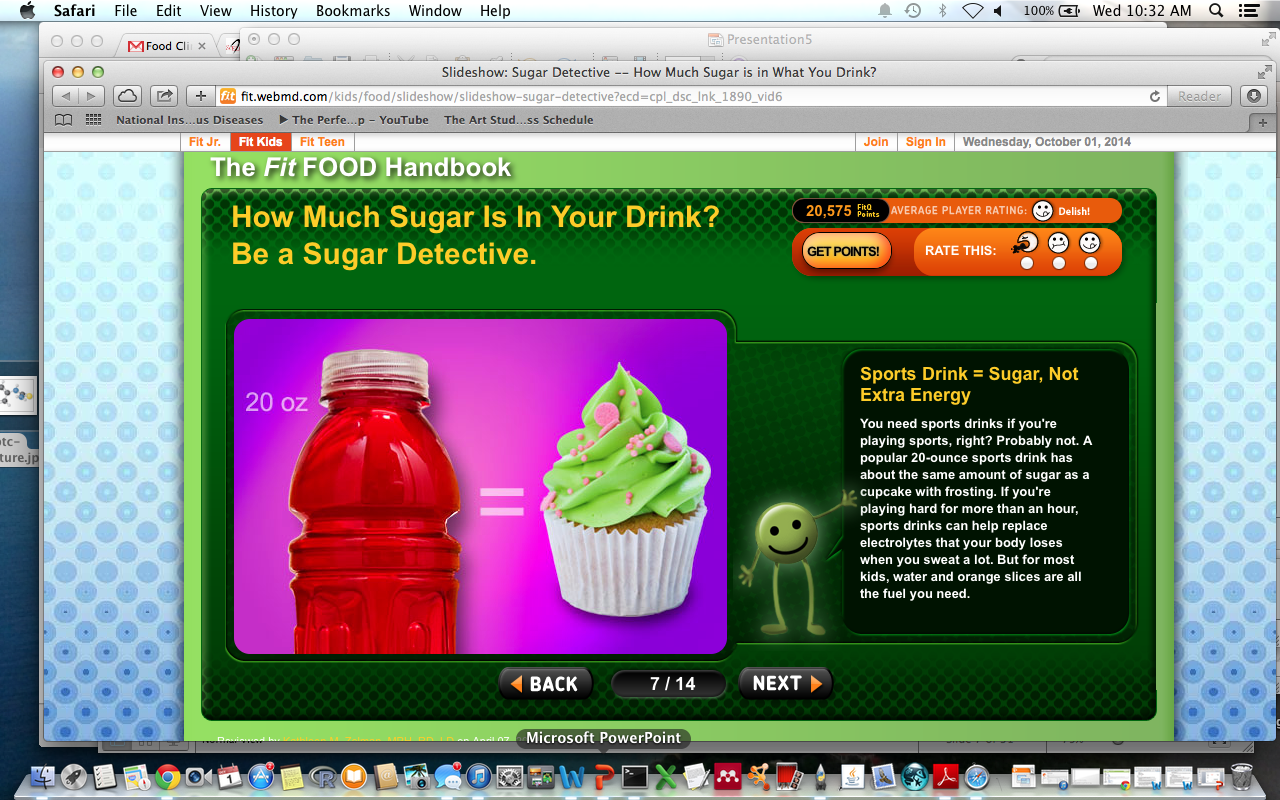 Safari File Edit View History Bookmarks Window Help 100% Wed 10:32 AM
Food Cli
Presentation5
Slideshow: Sugar Detective -- How Much Sugar is in What You Drink?
fit fit.webmd.com/kids/food/slideshow/slideshow-sugar-detective?ecd=cpl_dsc_lnk_1890_vid6 Reader
National Ins...us Diseases ▶ The Perfe...p - YouTube The Art Stud...ss Schedule
Fit Jr. Fit Kids Fit Teen Join Sign In Wednesday, October 01, 2014
The Fit FOOD Handbook
How Much Sugar Is In Your Drink?
Be a Sugar Detective.
20,575 FitQ Points AVERAGE PLAYER RATING: Delish!
GET POINTS! RATE THIS:
20 oz
=
Sports Drink = Sugar, Not
Extra Energy
You need sports drinks if you're
playing sports, right? Probably not. A
popular 20-ounce sports drink has
about the same amount of sugar as a
cupcake with frosting. If you're
playing hard for more than an hour,
sports drinks can help replace
electrolytes that your body loses
when you sweat a lot. But for most
kids, water and orange slices are all
the fuel you need.
BACK 7 / 14 NEXT
ptc-
ture.jp
Microsoft PowerPoint